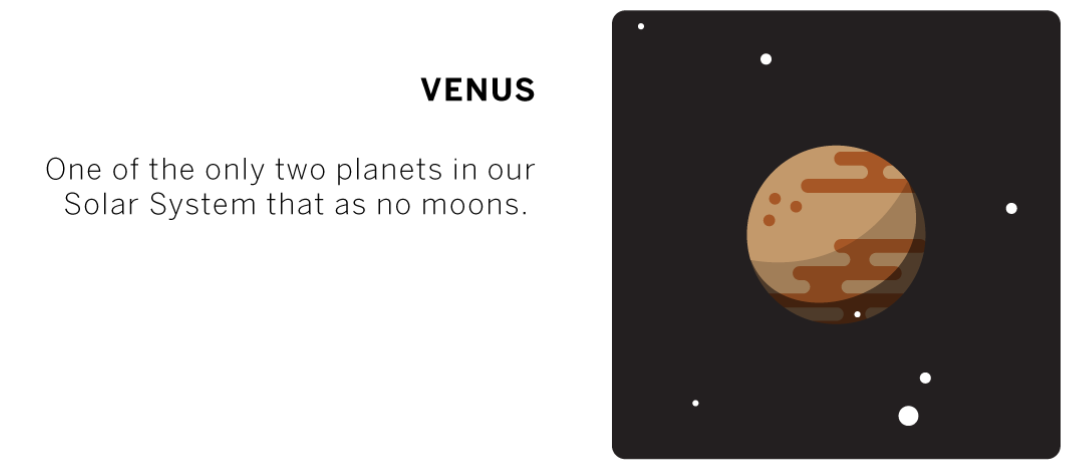 VENUS
One of the only two planets in our
Solar System that as no moons.